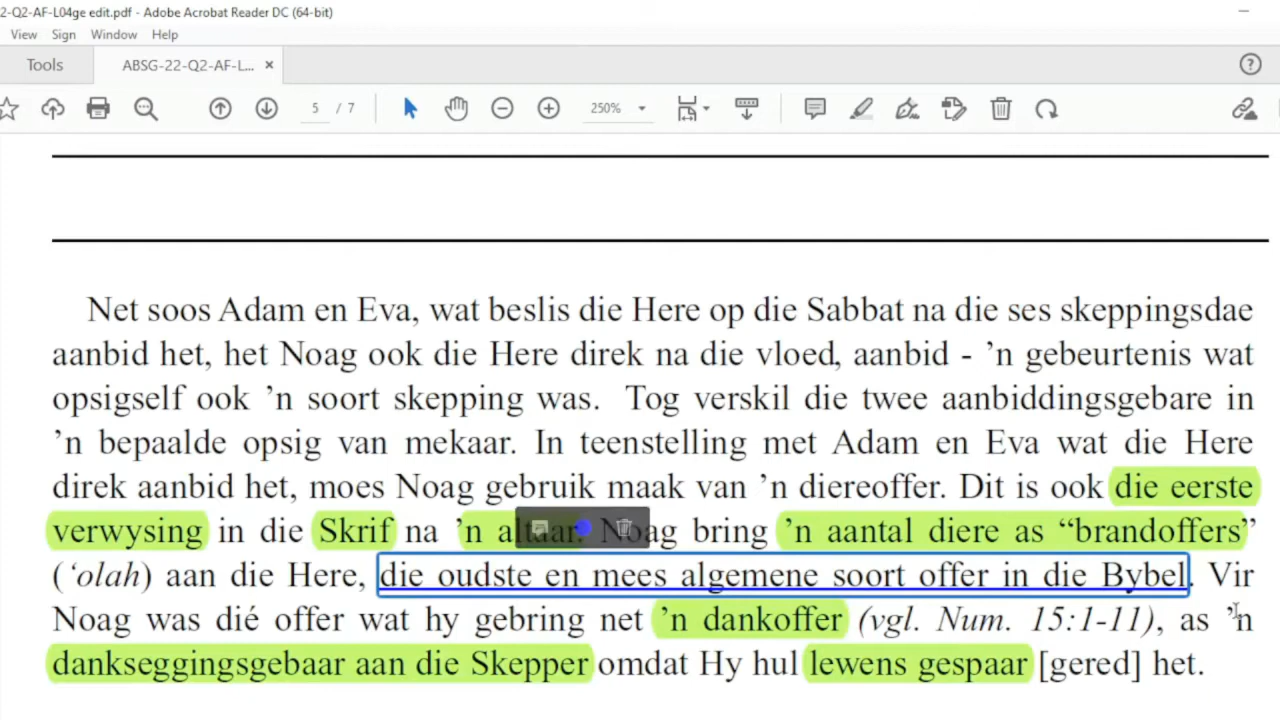 2-Q2-AF-L04ge edit.pdf - Adobe Acrobat Reader DC (64-bit)
View Sign Window Help
Tools ABSG-22-Q2-AF-L... ×
5 / 7 250%
Net soos Adam en Eva, wat beslis die Here op die Sabbat na die ses skeppingsdae
aanbid het, het Noag ook die Here direk na die vloed, aanbid - ’n gebeurtenis wat
opsigself ook ’n soort skepping was. Tog verskil die twee aanbiddingsgebare in
’n bepaalde opsig van mekaar. In teenstelling met Adam en Eva wat die Here
direk aanbid het, moes Noag gebruik maak van ’n diereoffer. Dit is ook die eerste
verwysing in die Skrif na ’n altaar. Noag bring ’n aantal diere as “brandoffers”
(‘olah) aan die Here, die oudste en mees algemene soort offer in die Bybel. Vir
Noag was dié offer wat hy gebring net ’n dankoffer (vgl. Num. 15:1-11), as ’n
dankseggingsgebaar aan die Skepper omdat Hy hul lewens gespaar [gered] het.